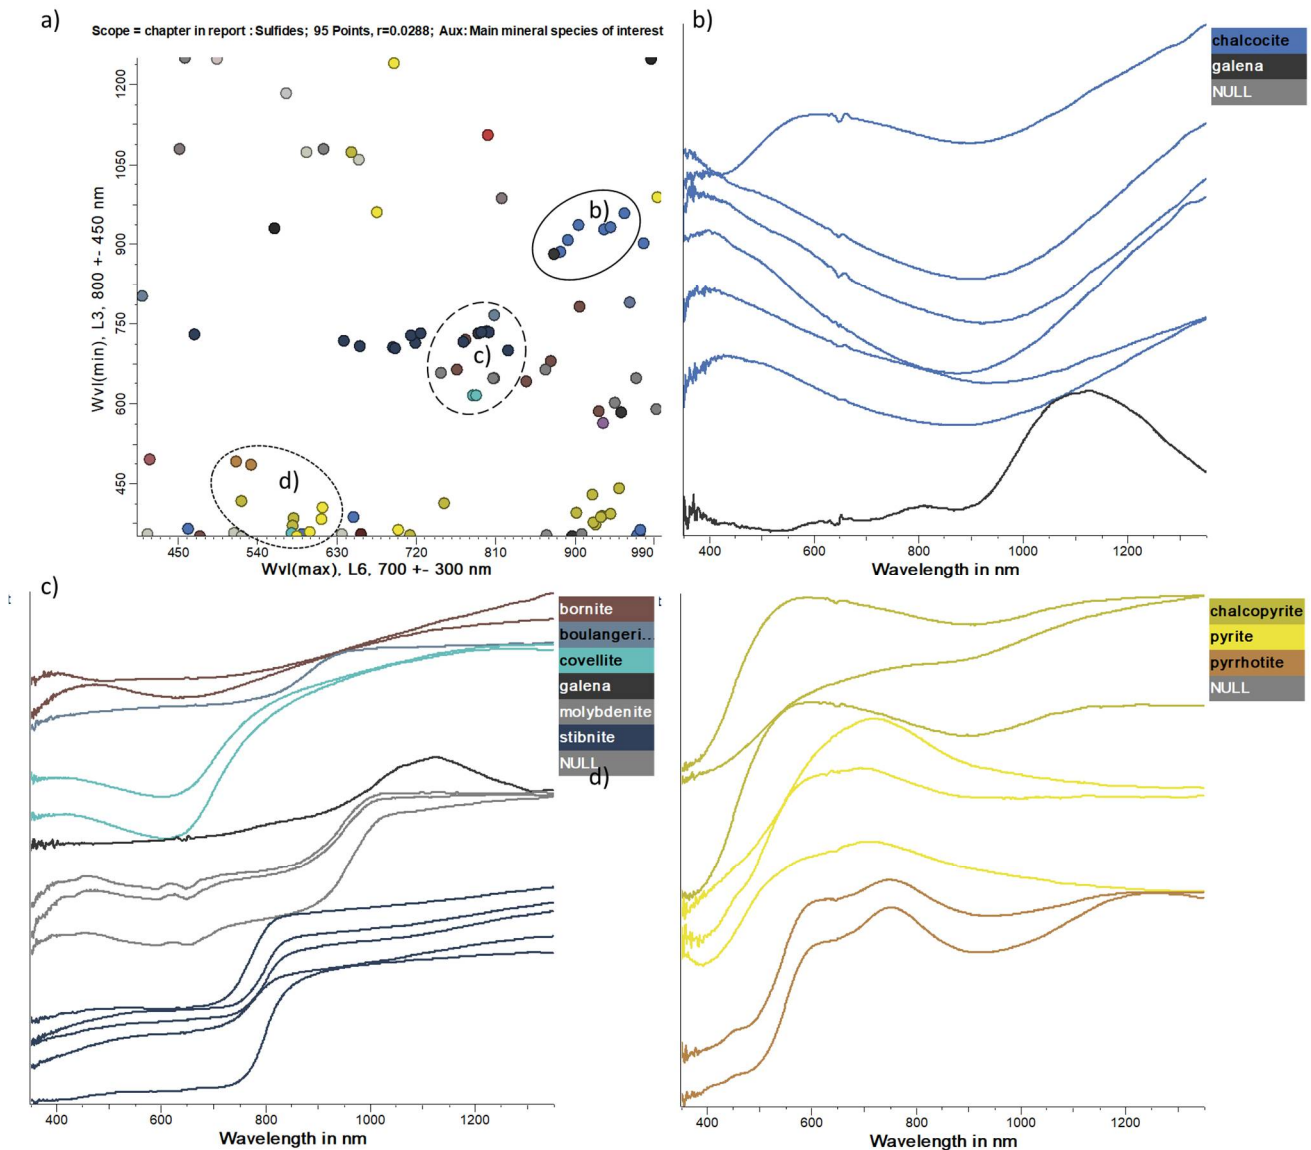 a)
Scope = chapter in report : Sulfides; 95 Points, r=0.0288; Aux: Main mineral species of interest
Wvl(min), L3, 800 +- 450 nm
1200
1050
900
750
600
450
b)
c)
d)
450 540 630 720 810 900 990
Wvl(max), L6, 700 +- 300 nm
b)
chalcocite
galena
NULL
400 600 800 1000 1200
Wavelength in nm
c)
t
bornite
boulangeri...
covellite
galena
molybdenite
stibnite
NULL
400 600 800 1000 1200
Wavelength in nm
d)
t
chalcopyrite
pyrite
pyrrhotite
NULL
400 600 800 1000 1200
Wavelength in nm